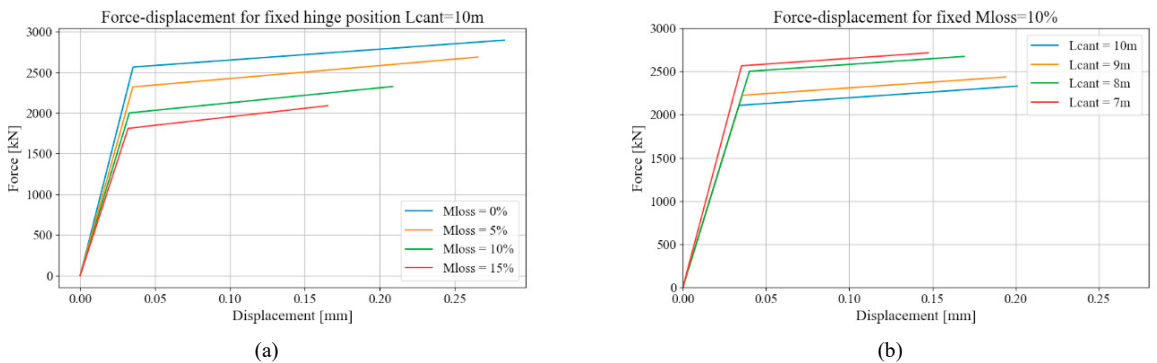 Force-displacement for fixed hinge position Lcant=10m
3000
2500
2000
1500
1000
500
0
Force [kN]
0.00 0.05 0.10 0.15 0.20 0.25
Displacement [mm]
Mloss = 0%
Mloss = 5%
Mloss = 10%
Mloss = 15%
(a)
Force-displacement for fixed Mloss=10%
3000
2500
2000
1500
1000
500
0
Force [kN]
0.00 0.05 0.10 0.15 0.20 0.25
Displacement [mm]
Lcant = 10m
Lcant = 9m
Lcant = 8m
Lcant = 7m
(b)